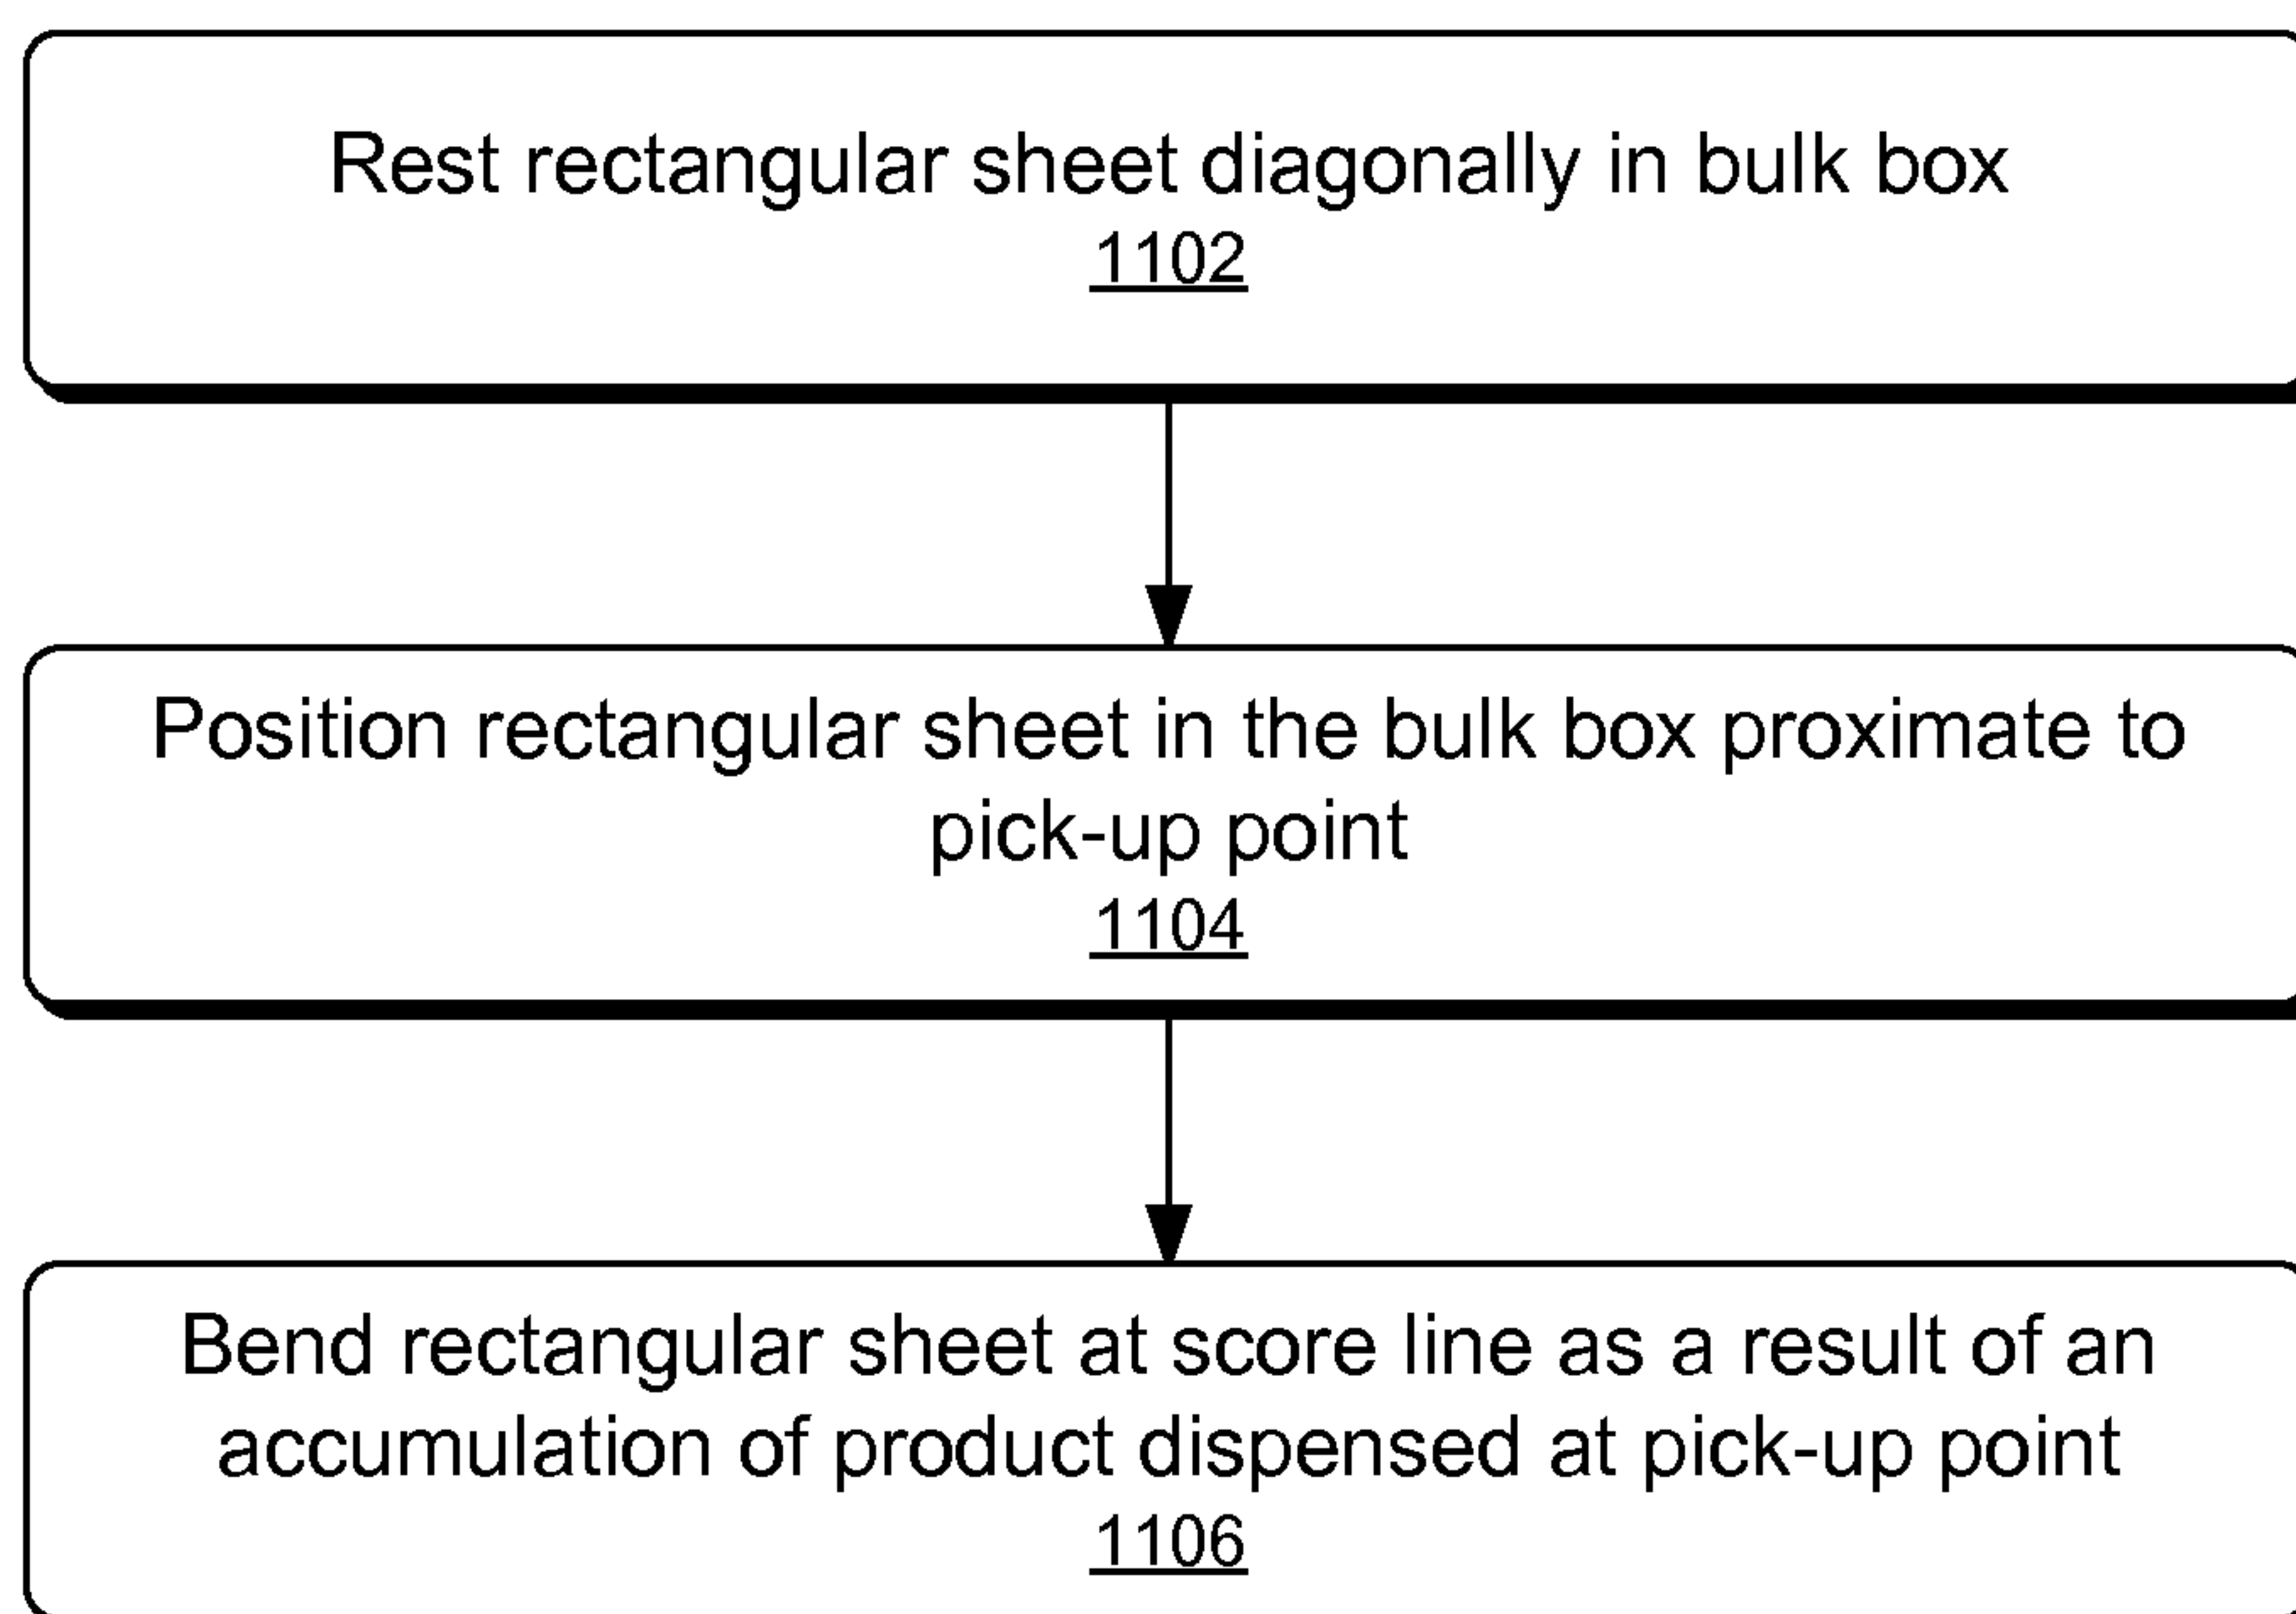 Rest rectangular sheet diagonally in bulk box
1102
Position rectangular sheet in the bulk box proximate to
pick-up point
1104
Bend rectangular sheet at score line as a result of an
accumulation of product dispensed at pick-up point
1106